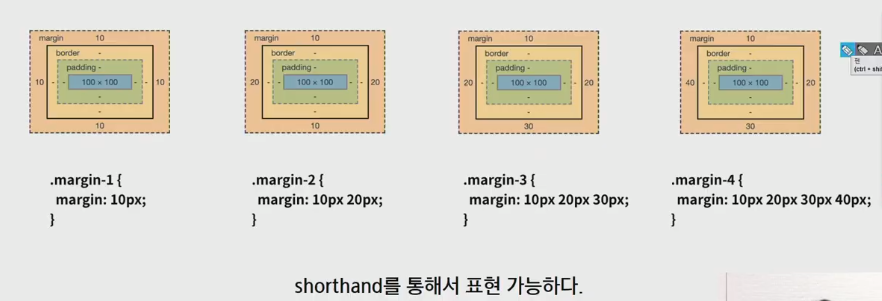 margin 10
border -
padding -
10 - - 100 × 100 - - 10
-
-
10
margin 10
border -
padding -
20 - - 100 × 100 - - 20
-
-
10
margin 10
border -
padding -
20 - - 100 × 100 - - 20
-
-
30
margin 10
border -
padding -
40 - - 100 × 100 - - 20
-
-
30
.margin-1 {
margin: 10px;
}
.margin-2 {
margin: 10px 20px;
}
.margin-3 {
margin: 10px 20px 30px;
}
.margin-4 {
margin: 10px 20px 30px 40px;
}
shorthand를 통해서 표현 가능하다.
A
펜
(ctrl + shi